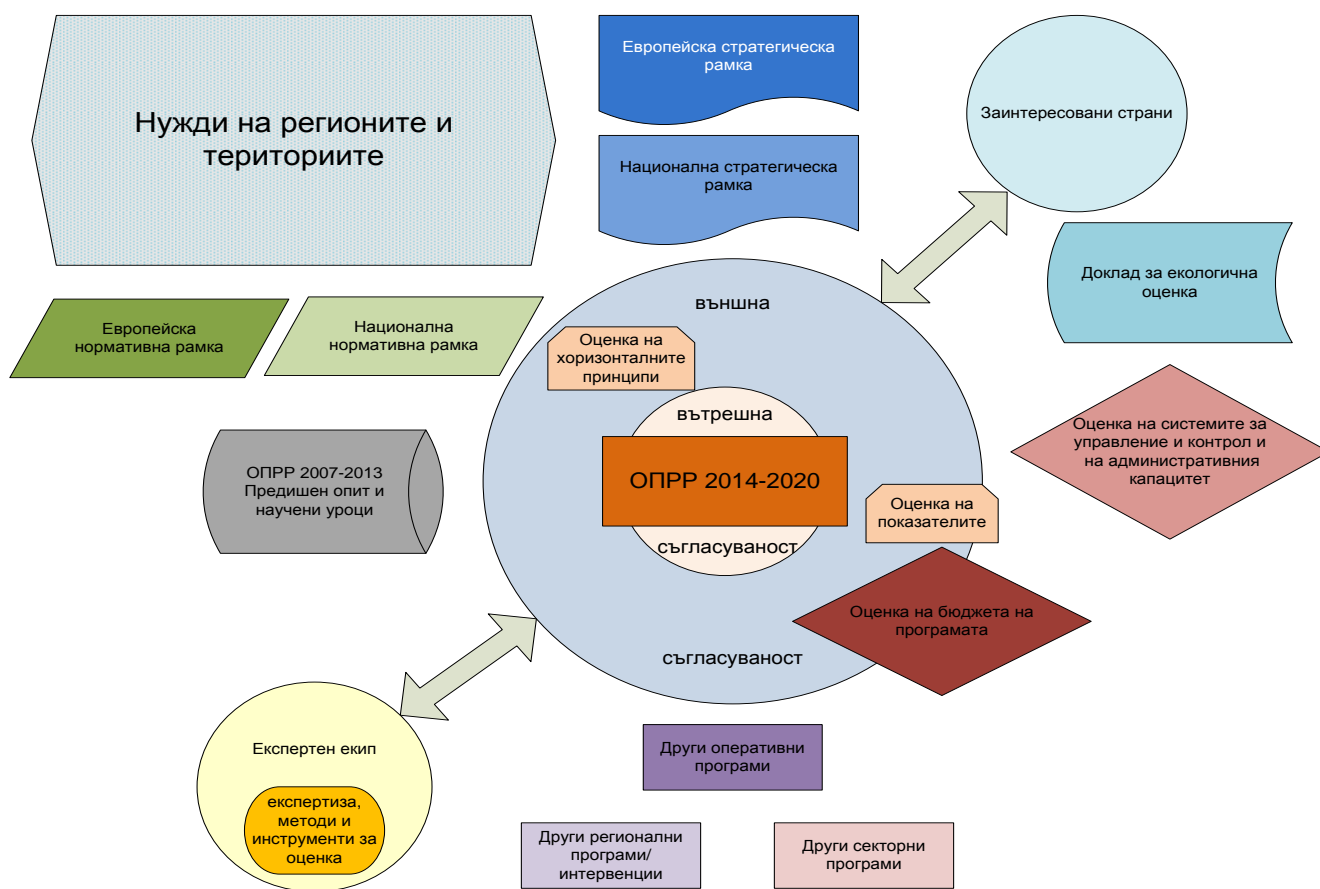 Нужди на регионите и
териториите
Европейска стратегическа
рамка
Национална стратегическа
рамка
Заинтересовани страни
Доклад за екологична
оценка
Европейска
нормативна рамка
Национална
нормативна рамка
външна
Оценка на
хоризонталните
принципи
вътрешна
ОПРР 2014-2020
съгласуваност
Оценка на
показателите
Оценка на системите за
управление и контрол и
на административния
капацитет
ОПРР 2007-2013
Предишен опит и
научени уроци
Оценка на бюджета на
програмата
съгласуваност
Експертен екип
експертиза,
методи и
инструменти за
оценка
Други оперативни
програми
Други регионални
програми/
интервенции
Други секторни
програми